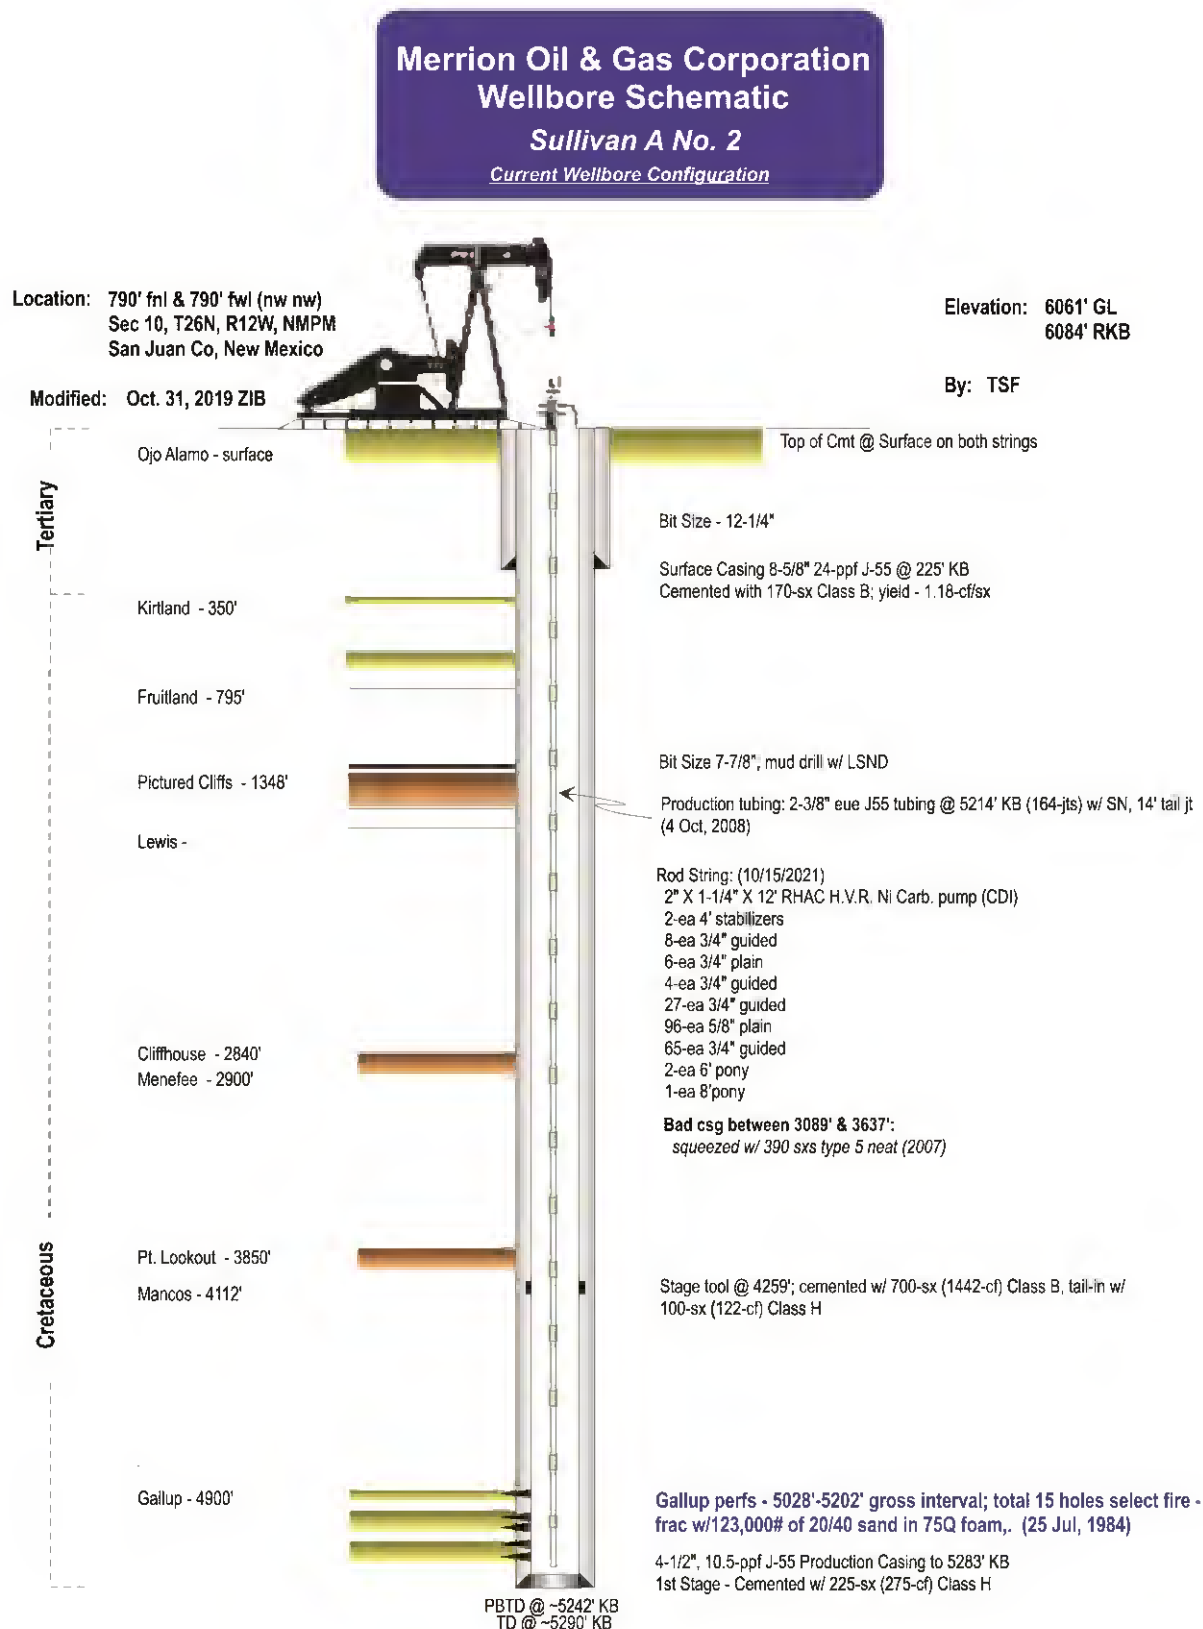 Merrion Oil & Gas Corporation
Wellbore Schematic
Sullivan A No. 2
Current Wellbore Configuration
Location: 790' fnl & 790' fwl (nw nw)
Sec 10, T26N, R12W, NMPM
San Juan Co, New Mexico
Elevation: 6061' GL
6084' RKB
Modified: Oct. 31, 2019 ZIB
By: TSF
Ojo Alamo - surface
Top of Cmt @ Surface on both strings
Tertiary
Bit Size - 12-1/4"
Surface Casing 8-5/8" 24-ppf J-55 @ 225' KB
Cemented with 170-sx Class B; yield - 1.18-cf/sx
Kirtland - 350'
Fruitland - 795'
Bit Size 7-7/8", mud drill w/ LSND
Pictured Cliffs - 1348'
Production tubing: 2-3/8" eue J55 tubing @ 5214' KB (164-jts) w/ SN, 14' tail jt
(4 Oct, 2008)
Lewis -
Rod String: (10/15/2021)
2" X 1-1/4" X 12' RHAC H.V.R. Ni Carb. pump (CDI)
2-ea 4' stabilizers
8-ea 3/4" guided
6-ea 3/4" plain
4-ea 3/4" guided
27-ea 3/4" guided
96-ea 5/8" plain
65-ea 3/4" guided
2-ea 6' pony
1-ea 8'pony
Cliffhouse - 2840'
Menefee - 2900'
Bad csg between 3089' & 3637':
squeezed w/ 390 sxs type 5 neat (2007)
Cretaceous
Pt. Lookout - 3850'
Mancos - 4112'
Stage tool @ 4259'; cemented w/ 700-sx (1442-cf) Class B, tail-in w/
100-sx (122-cf) Class H
Gallup - 4900'
Gallup perfs - 5028'-5202' gross interval; total 15 holes select fire -
frac w/123,000# of 20/40 sand in 75Q foam,. (25 Jul, 1984)
4-1/2", 10.5-ppf J-55 Production Casing to 5283' KB
1st Stage - Cemented w/ 225-sx (275-cf) Class H
PBTD @ ~5242' KB
TD @ ~5290' KB